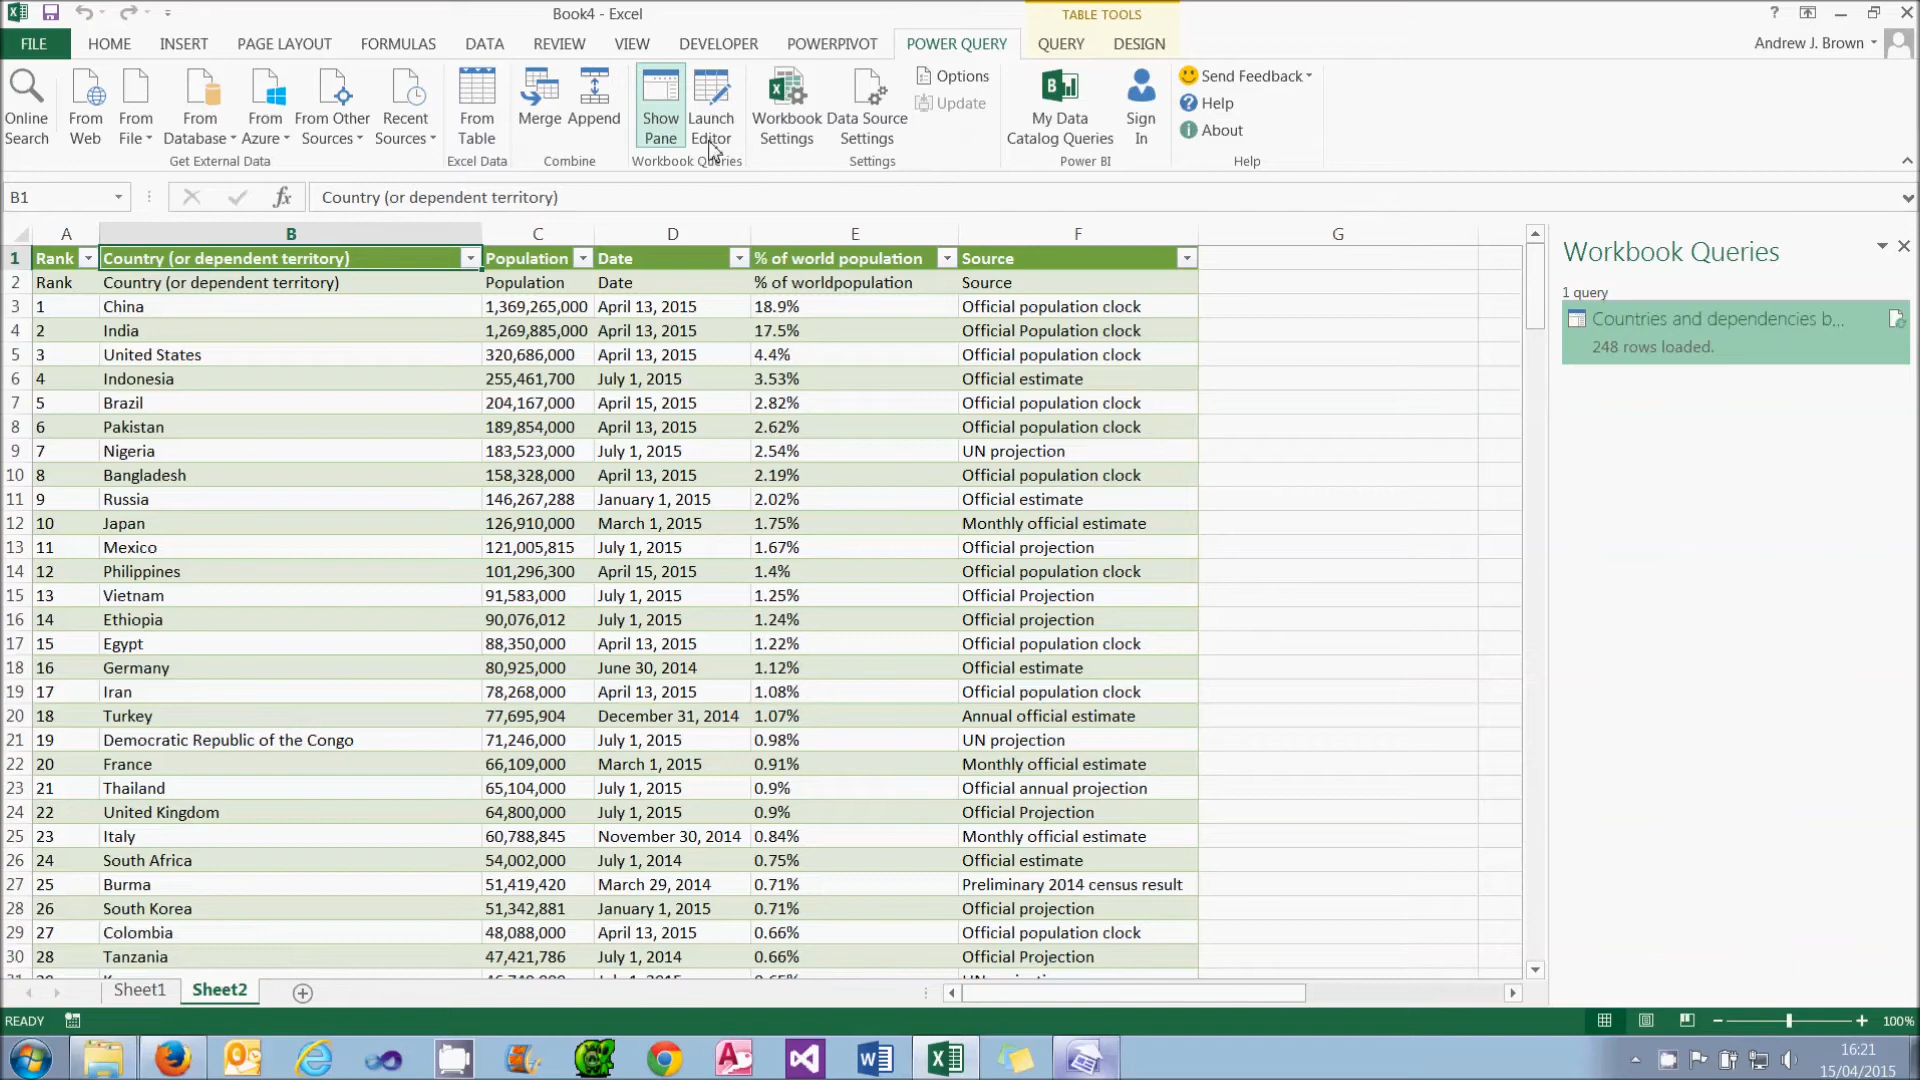 Book4 - Excel
TABLE TOOLS
FILE HOME INSERT PAGE LAYOUT FORMULAS DATA REVIEW VIEW DEVELOPER POWERPIVOT POWER QUERY QUERY DESIGN Andrew J. Brown
Online Search
From Web
From File
From Database
From Azure
From Other Sources
Recent Sources
From Table
Merge
Append
Show Pane
Launch Editor
Workbook Settings
Data Source Settings
Options
Update
My Data Catalog Queries
Sign In
Send Feedback
Help
About
Get External Data Excel Data Combine Workbook Queries Settings Power BI Help
B1 fx Country (or dependent territory)
A B C D E F G
1 Rank Country (or dependent territory) Population Date % of world population Source
2 Rank Country (or dependent territory) Population Date % of worldpopulation Source
3 1 China 1,369,265,000 April 13, 2015 18.9% Official population clock
4 2 India 1,269,885,000 April 13, 2015 17.5% Official Population clock
5 3 United States 320,686,000 April 13, 2015 4.4% Official population clock
6 4 Indonesia 255,461,700 July 1, 2015 3.53% Official estimate
7 5 Brazil 204,167,000 April 15, 2015 2.82% Official population clock
8 6 Pakistan 189,854,000 April 13, 2015 2.62% Official population clock
9 7 Nigeria 183,523,000 July 1, 2015 2.54% UN projection
10 8 Bangladesh 158,328,000 April 13, 2015 2.19% Official population clock
11 9 Russia 146,267,288 January 1, 2015 2.02% Official estimate
12 10 Japan 126,910,000 March 1, 2015 1.75% Monthly official estimate
13 11 Mexico 121,005,815 July 1, 2015 1.67% Official projection
14 12 Philippines 101,296,300 April 15, 2015 1.4% Official population clock
15 13 Vietnam 91,583,000 July 1, 2015 1.25% Official Projection
16 14 Ethiopia 90,076,012 July 1, 2015 1.24% Official projection
17 15 Egypt 88,350,000 April 13, 2015 1.22% Official population clock
18 16 Germany 80,925,000 June 30, 2014 1.12% Official estimate
19 17 Iran 78,268,000 April 13, 2015 1.08% Official population clock
20 18 Turkey 77,695,904 December 31, 2014 1.07% Annual official estimate
21 19 Democratic Republic of the Congo 71,246,000 July 1, 2015 0.98% UN projection
22 20 France 66,109,000 March 1, 2015 0.91% Monthly official estimate
23 21 Thailand 65,104,000 July 1, 2015 0.9% Official annual projection
24 22 United Kingdom 64,800,000 July 1, 2015 0.9% Official Projection
25 23 Italy 60,788,845 November 30, 2014 0.84% Monthly official estimate
26 24 South Africa 54,002,000 July 1, 2014 0.75% Official estimate
27 25 Burma 51,419,420 March 29, 2014 0.71% Preliminary 2014 census result
28 26 South Korea 51,342,881 January 1, 2015 0.71% Official projection
29 27 Colombia 48,088,000 April 13, 2015 0.66% Official population clock
30 28 Tanzania 47,421,786 July 1, 2014 0.66% Official Projection
Workbook Queries
1 query
Countries and dependencies b...
248 rows loaded.
Sheet1 Sheet2
READY 100%
16:21
15/04/2015